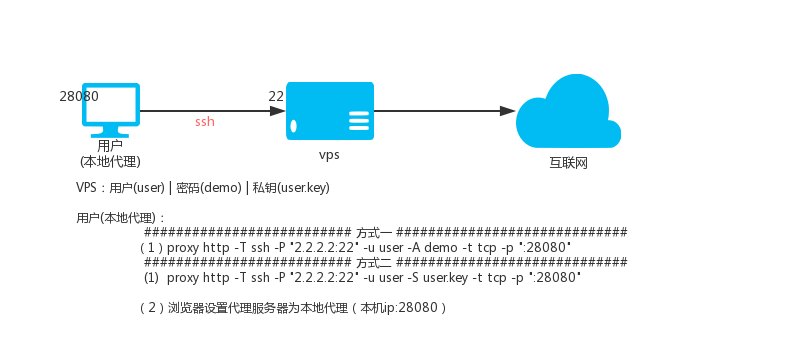 28080
22
ssh
用户
(本地代理)
vps
互联网
VPS：用户(user) | 密码(demo) | 私钥(user.key)
用户(本地代理)：
########################## 方式一 #############################
（1）proxy http -T ssh -P "2.2.2.2:22" -u user -A demo -t tcp -p ":28080"
########################## 方式二 #############################
(1)  proxy http -T ssh -P "2.2.2.2:22" -u user -S user.key -t tcp -p ":28080"
（2）浏览器设置代理服务器为本地代理（本机ip:28080）